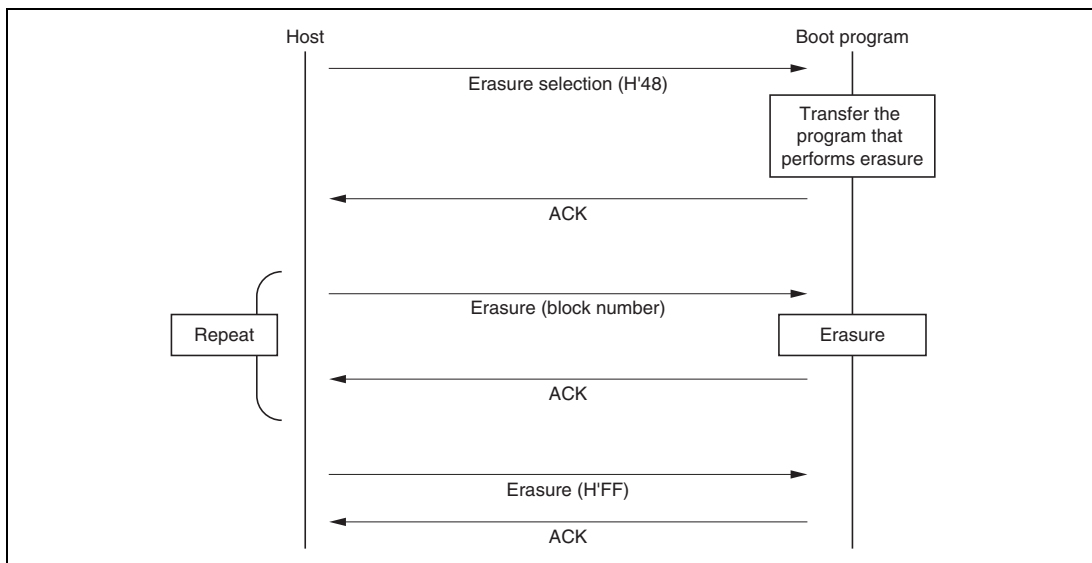 Host
Boot program
Erasure selection (H'48)
Transfer the
program that
performs erasure
ACK
Erasure (block number)
Repeat
Erasure
ACK
Erasure (H'FF)
ACK